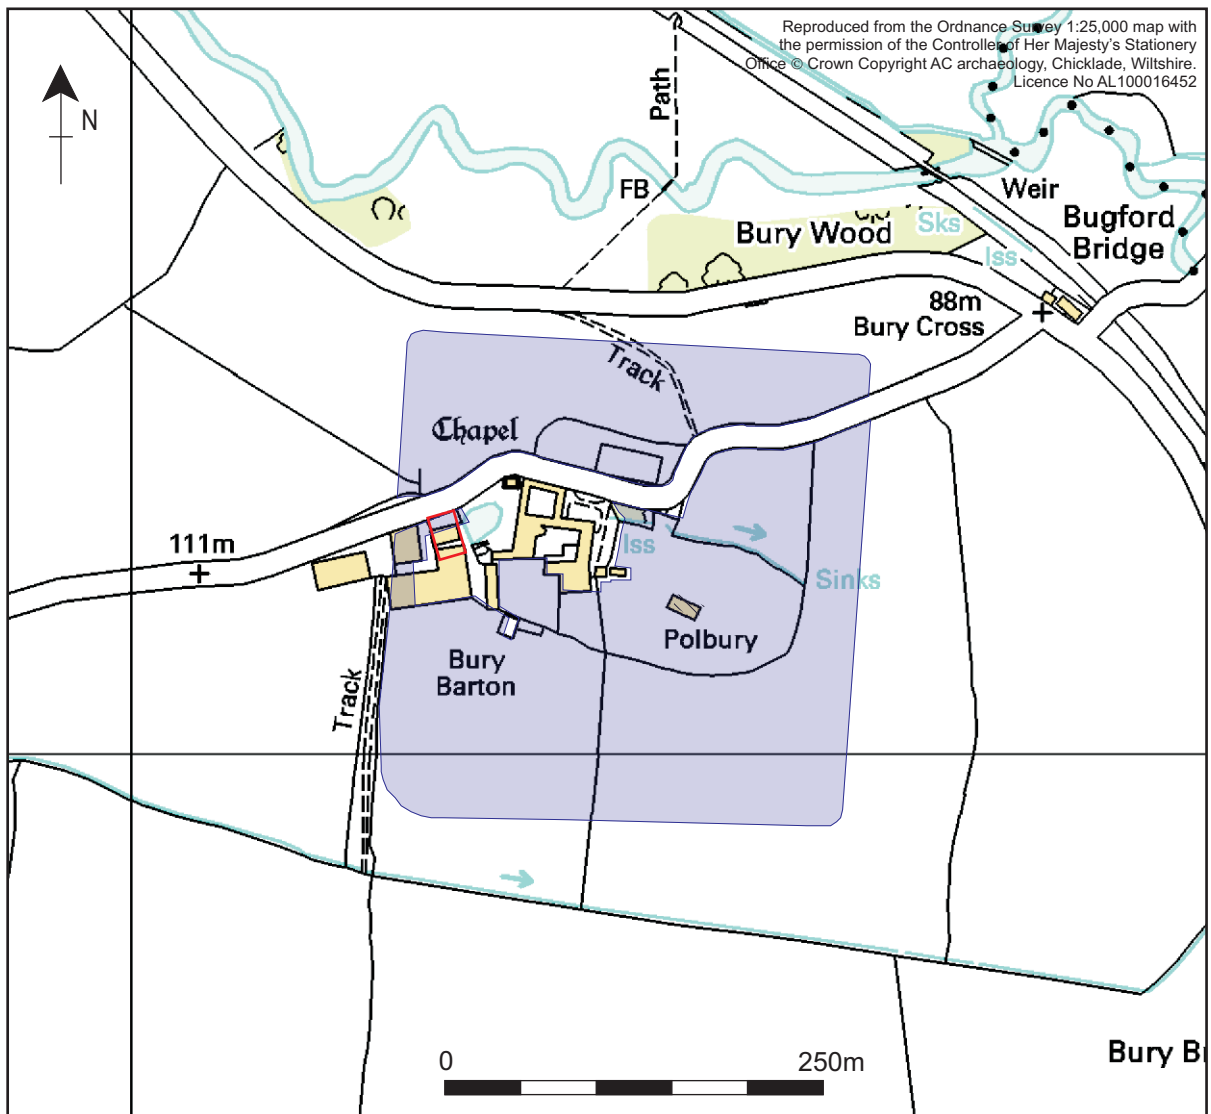 Reproduced from the Ordnance Survey 1:25,000 map with
the permission of the Controller of Her Majesty's Stationery
Office © Crown Copyright AC archaeology, Chicklade, Wiltshire.
Licence No AL100016452
N
Path
FB
Weir
Bury Wood
Sks
Bugford
Bridge
Iss
88m
Bury Cross
Track
Chapel
111m
Iss
Sinks
Polbury
Bury
Barton
Track
Bury B
0
250m